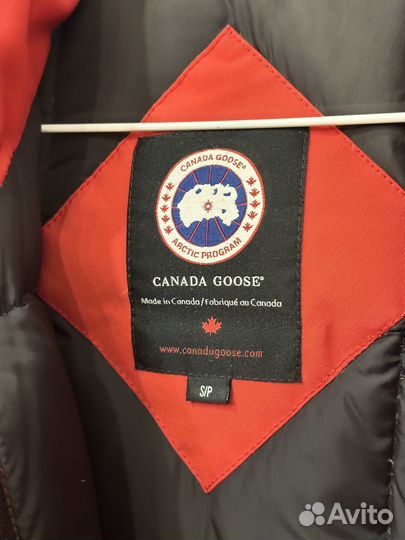 CANADA GOOSE®
ARCTIC PROGRAM
CANADA GOOSE®
Made in Canada/Fabriqué au Canada
www.canadagoose.com
S/P
Avito